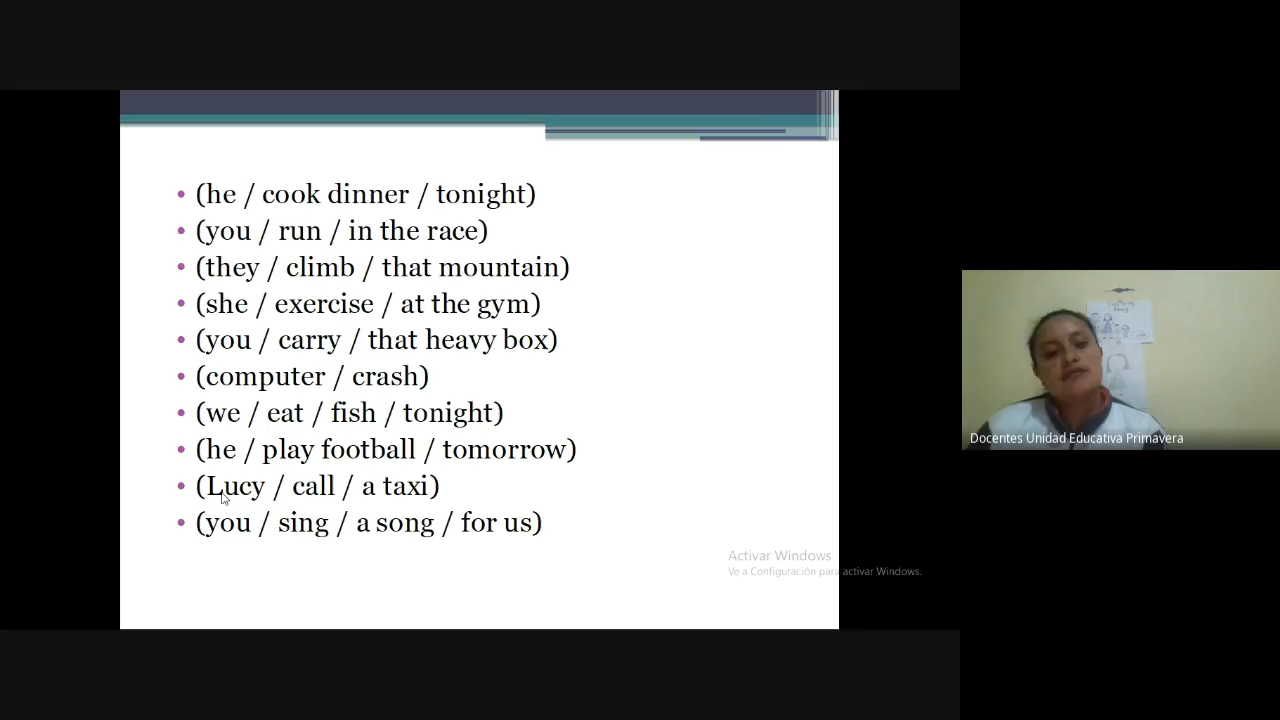 • (he / cook dinner / tonight)
• (you / run / in the race)
• (they / climb / that mountain)
• (she / exercise / at the gym)
• (you / carry / that heavy box)
• (computer / crash)
• (we / eat / fish / tonight)
• (he / play football / tomorrow)
• (Lucy / call / a taxi)
• (you / sing / a song / for us)
Activar Windows
Ve a Configuración para activar Windows.
Docentes Unidad Educativa Primavera